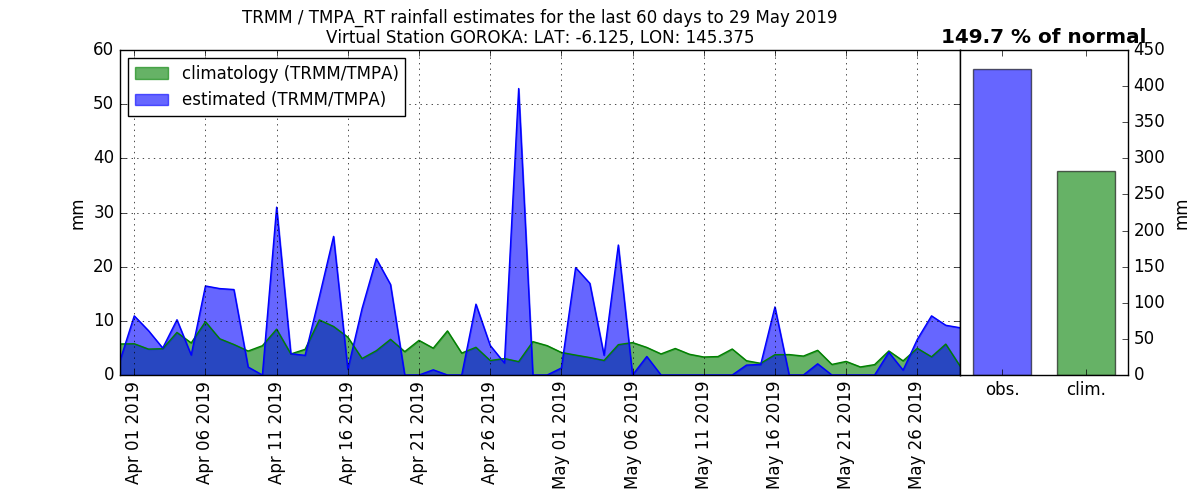 TRMM / TMPA_RT rainfall estimates for the last 60 days to 29 May 2019
Virtual Station GOROKA: LAT: -6.125, LON: 145.375
149.7 % of normal
climatology (TRMM/TMPA)
estimated (TRMM/TMPA)
60
50
40
30
20
10
0
mm
Apr 01 2019
Apr 06 2019
Apr 11 2019
Apr 16 2019
Apr 21 2019
Apr 26 2019
May 01 2019
May 06 2019
May 11 2019
May 16 2019
May 21 2019
May 26 2019
450
400
350
300
250
200
150
100
50
0
mm
obs.
clim.